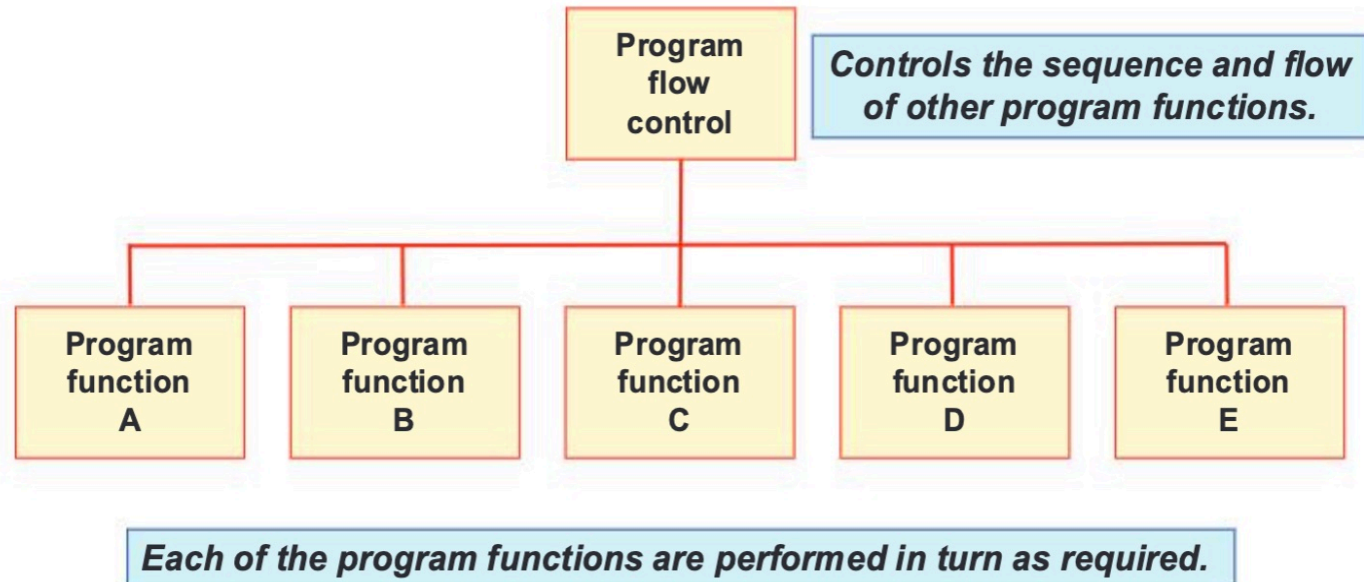 Program
flow
control
Controls the sequence and flow
of other program functions.
Program
function
A
Program
function
B
Program
function
C
Program
function
D
Program
function
E
Each of the program functions are performed in turn as required.